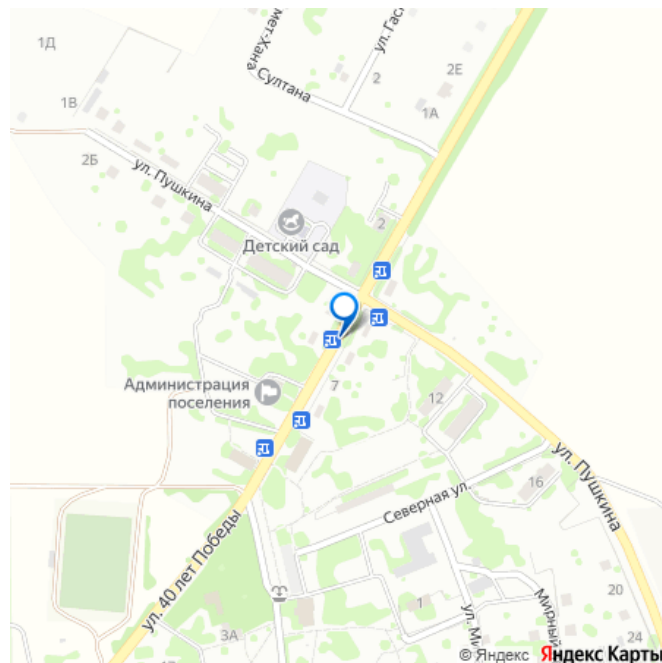 1Д
мет-Хана
Султана
ул. Гас
2
2Е
1В
1А
2Б
ул. Пушкина
2
Детский сад
Администрация
поселения
7
12
ул. Пушкина
16
Северная ул.
ул. 40 лет Победы
1
ул. М
Мирный
20
3А
24
© Яндекс Яндекс Карты